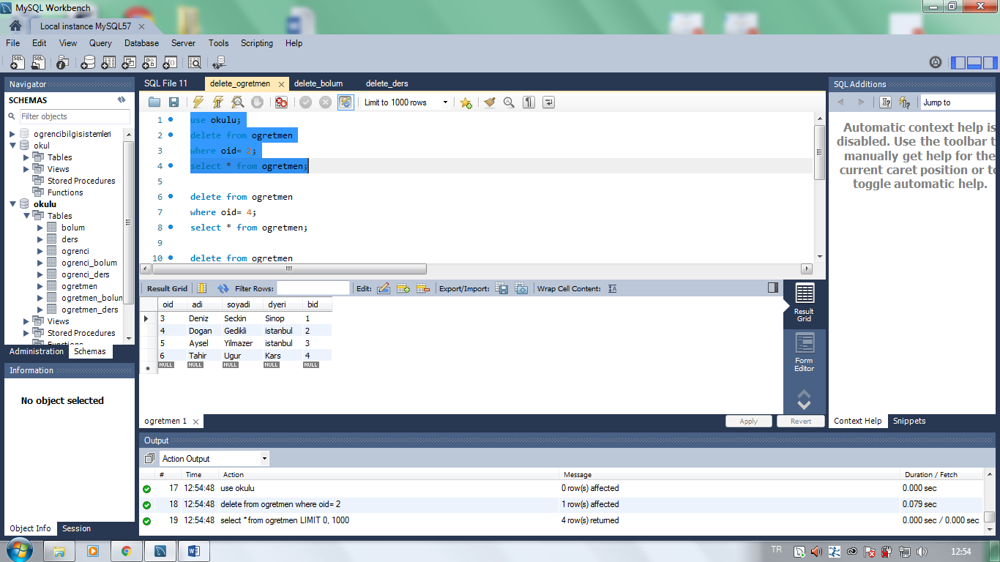 MySQL Workbench
Local instance MySQL57
File Edit View Query Database Server Tools Scripting Help
Navigator
SCHEMAS
Filter objects
ogrencibilgisistemleri
okul
Tables
Views
Stored Procedures
Functions
okulu
Tables
bolum
ders
ogrenci
ogrenci_bolum
ogrenci_ders
ogretmen
ogretmen_bolun
ogretmen_ders
Views
Stored Procedures
Functions
Administration Schemas
Information
No object selected
Object Info Session
SQL File 11 delete_ogretmen delete_bolum delete_ders
Limit to 1000 rows
1 use okulu;
2 delete from ogretmen
3 where oid= 2;
4 select * from ogretmen;
5
6 delete from ogretmen
7 where oid= 4;
8 select * from ogretmen;
9
10 delete from ogretmen
Result Grid Filter Rows: Edit: Export/Import: Wrap Cell Content:
oid adi soyadi dyeri bid
3 Deniz Seckin Sinop 1
4 Dogan Gedikli istanbul 2
5 Aysel Yilmazer istanbul 3
6 Tahir Ugur Kars 4
NULL NULL NULL NULL NULL
Result
Grid
Form
Editor
ogretmen 1
Apply Revert
SQL Additions
Jump to
Automatic context help is
disabled. Use the toolbar t
manually get help for the
current caret position or to
toggle automatic help.
Context Help Snippets
Output
Action Output
# Time Action Message Duration / Fetch
17 12:54:48 use okulu 0 row(s) affected 0.000 sec
18 12:54:48 delete from ogretmen where oid= 2 1 row(s) affected 0.079 sec
19 12:54:48 select * from ogretmen LIMIT 0, 1000 4 row(s) returned 0.000 sec / 0.000 sec
TR 12:54